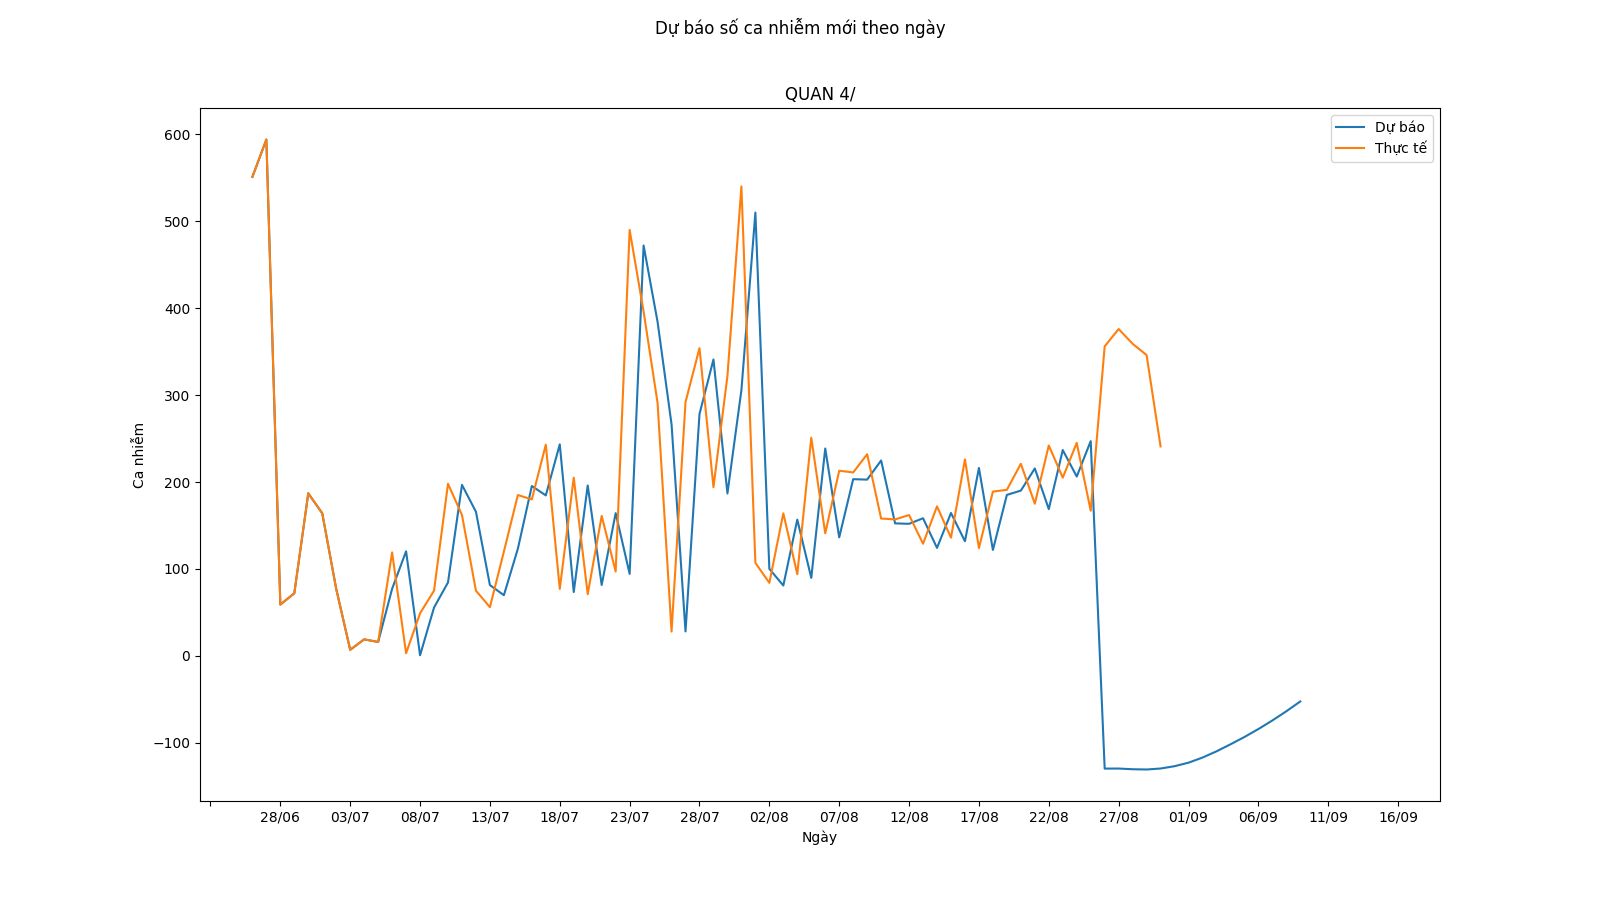 Dự báo số ca nhiễm mới theo ngày
QUAN 4/
Dự báo
Thực tế
600
500
400
300
200
100
0
−100
Ca nhiễm
28/06 03/07 08/07 13/07 18/07 23/07 28/07 02/08 07/08 12/08 17/08 22/08 27/08 01/09 06/09 11/09 16/09
Ngày